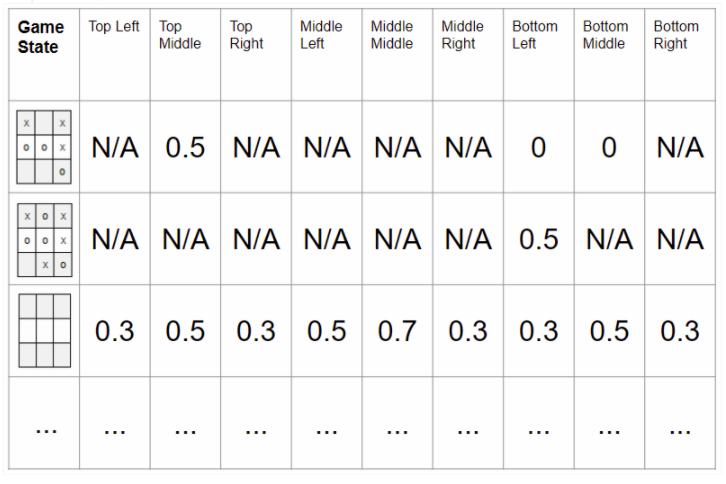 Game State Top Left Top Middle Top Right Middle Left Middle Middle Middle Right Bottom Left Bottom Middle Bottom Right
x x
o o x
o
N/A 0.5 N/A N/A N/A N/A 0 0 N/A
x o x
o o x
x o
N/A N/A N/A N/A N/A N/A 0.5 N/A N/A
0.3 0.5 0.3 0.5 0.7 0.3 0.3 0.5 0.3
... ... ... ... ... ... ... ... ... ...